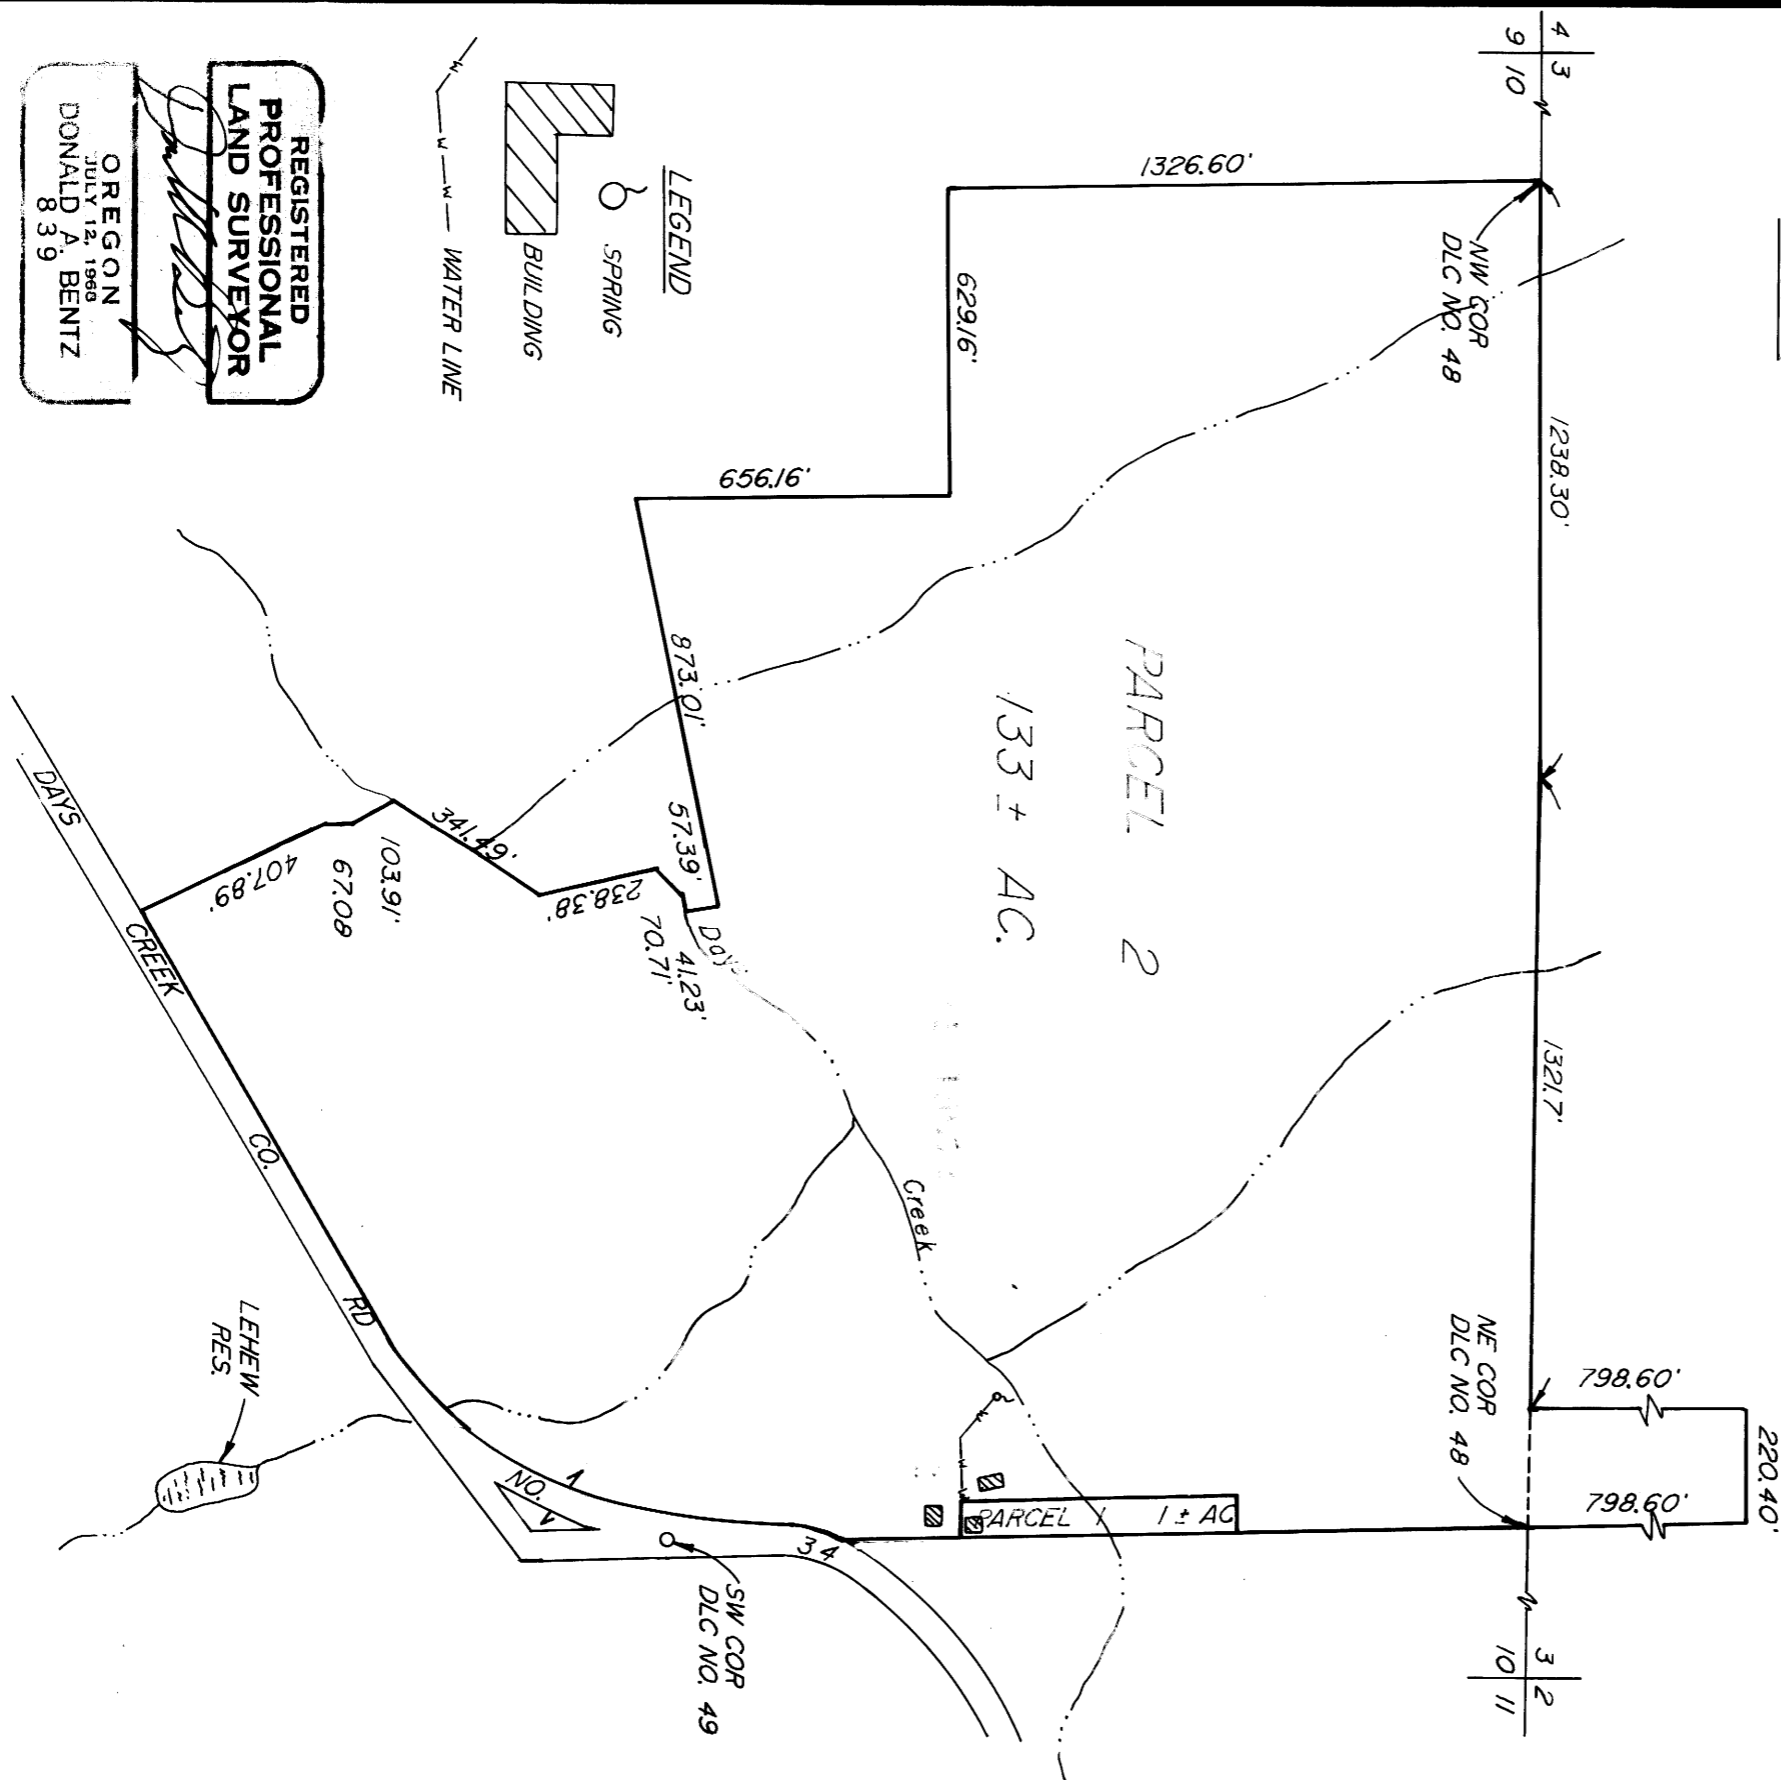 4 3
9 10
1326.60'
629.16'
656.16'
873.01'
57.39'
NW COR
DLC NO. 48
1238.30'
1321.7'
NE COR
DLC NO. 48
798.60'
220.40'
798.60'
3 2
10 11
PARCEL 2
133 ± AC.
PARCEL 1 1 ± AC
Days
Creek
41.23'
70.71'
238.38'
341.49'
103.91'
67.08
407.89'
DAYS CREEK CO. RD
NO. 1
34
SW COR
DLC NO. 49
LEHEW
RES.
LEGEND
SPRING
BUILDING
W W W WATER LINE
REGISTERED
PROFESSIONAL
LAND SURVEYOR
OREGON
JULY 12, 1968
DONALD A. BENTZ
839